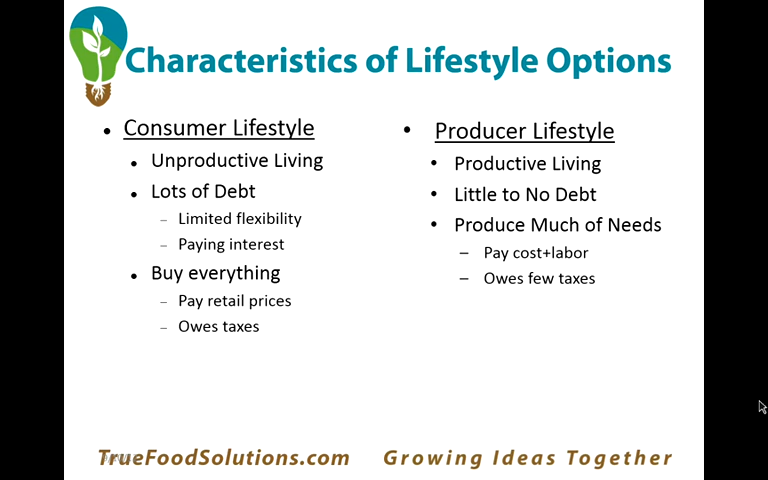 Characteristics of Lifestyle Options
• Consumer Lifestyle
• Unproductive Living
• Lots of Debt
– Limited flexibility
– Paying interest
• Buy everything
– Pay retail prices
– Owes taxes
• Producer Lifestyle
• Productive Living
• Little to No Debt
• Produce Much of Needs
– Pay cost+labor
– Owes few taxes
TrueFoodSolutions.com
Growing Ideas Together